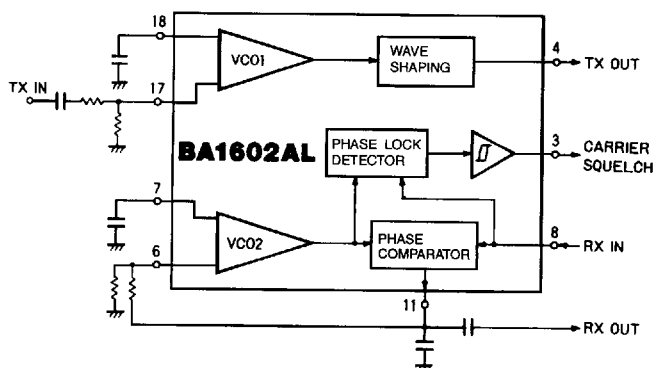 18
VCO1
WAVE
SHAPING
4
TX OUT
TX IN
17
BA1602AL
PHASE LOCK
DETECTOR
3
CARRIER
SQUELCH
7
VCO2
6
PHASE
COMPARATOR
8
RX IN
11
RX OUT